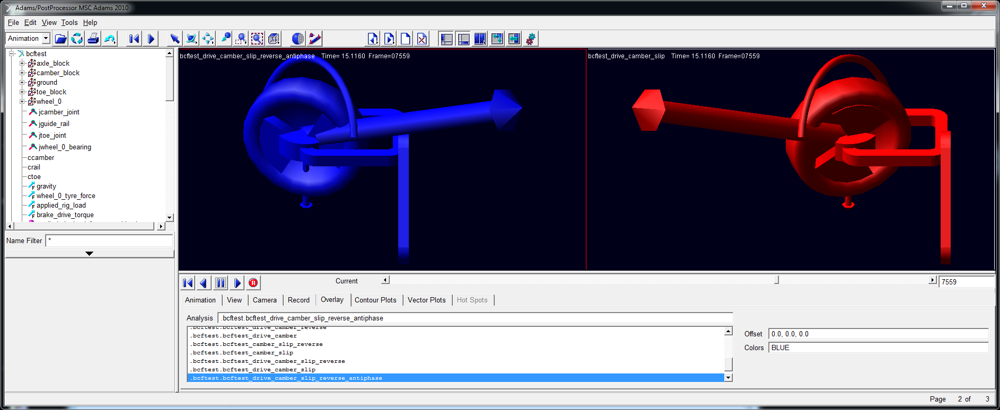 Adams/PostProcessor MSC Adams 2010
File Edit View Tools Help
Animation
bcftest
axle_block
camber_block
ground
toe_block
wheel_0
jcamber_joint
jguide_rail
jtoe_joint
jwheel_0_bearing
ccamber
crail
ctoe
gravity
wheel_0_tyre_force
applied_rig_load
brake_drive_torque
Name Filter *
bcftest_drive_camber_slip_reverse_antiphase Time= 15.1160 Frame=07559
bcftest_drive_camber_slip Time= 15.1160 Frame=07559
R
Current
7559
Animation View Camera Record Overlay Contour Plots Vector Plots Hot Spots
Analysis .bcftest.bcftest_drive_camber_slip_reverse_antiphase
.bcftest.bcftest_drive_camber_reverse
.bcftest.bcftest_drive_camber
.bcftest.bcftest_camber_slip_reverse
.bcftest.bcftest_camber_slip
.bcftest.bcftest_drive_camber_slip_reverse
.bcftest.bcftest_drive_camber_slip
.bcftest.bcftest_drive_camber_slip_reverse_antiphase
Offset 0.0, 0.0, 0.0
Colors BLUE
Page 2 of 3